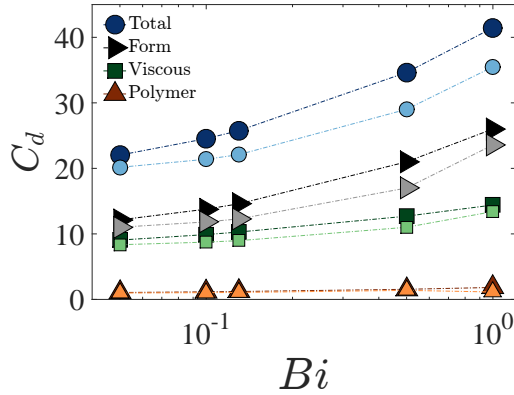 Total
Form
Viscous
Polymer
40
30
20
10
0
C_d
10^{-1}
10^0
Bi